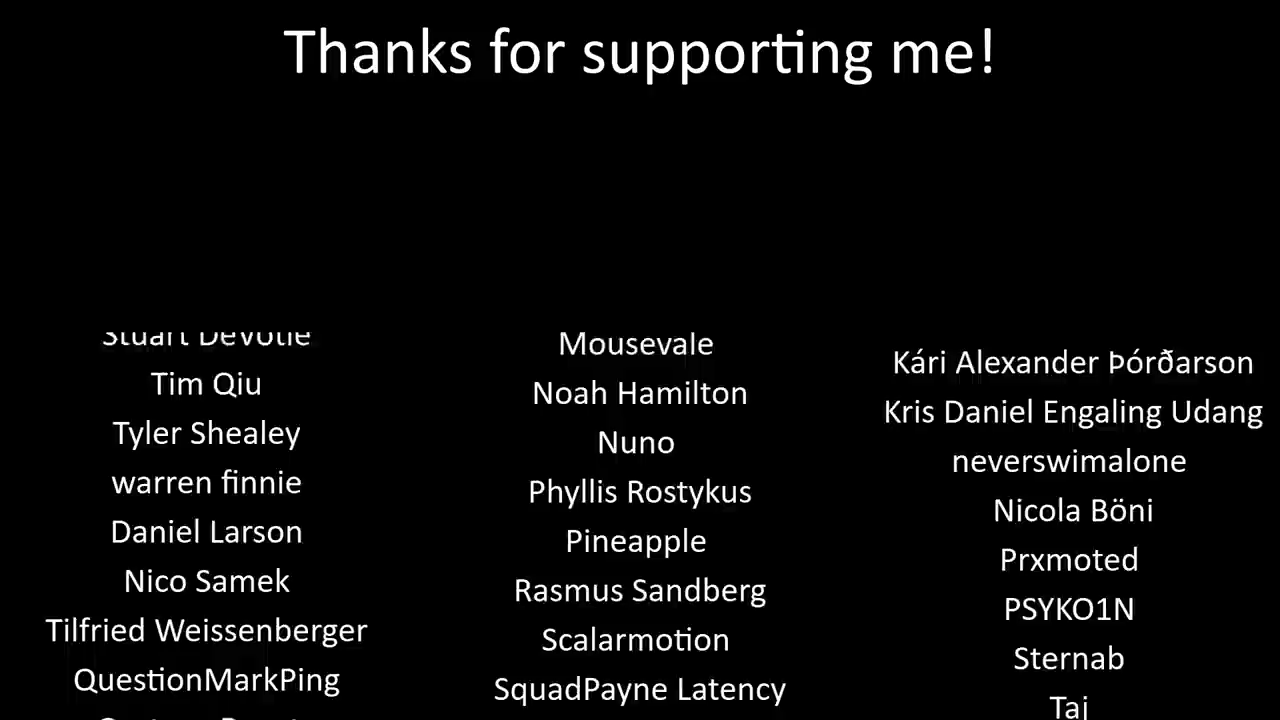 Thanks for supporting me!
Stuart Devotie
Tim Qiu
Tyler Shealey
warren finnie
Daniel Larson
Nico Samek
Tilfried Weissenberger
QuestionMarkPing
Mousevale
Noah Hamilton
Nuno
Phyllis Rostykus
Pineapple
Rasmus Sandberg
Scalarmotion
SquadPayne Latency
Kári Alexander Þórðarson
Kris Daniel Engaling Udang
neverswimalone
Nicola Böni
Prxmoted
PSYKO1N
Sternab
Taj